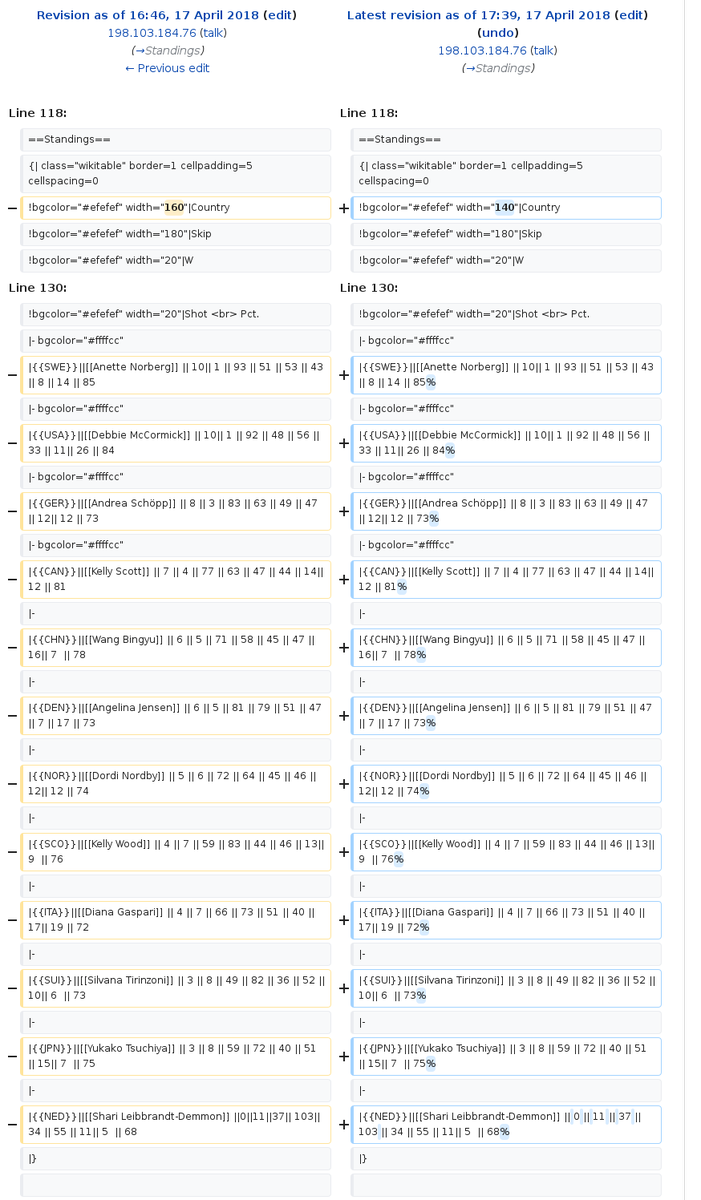 Revision as of 16:46, 17 April 2018 (edit)
198.103.184.76 (talk)
(→Standings)
← Previous edit
Latest revision as of 17:39, 17 April 2018 (edit)
(undo)
198.103.184.76 (talk)
(→Standings)
Line 118:
Line 118:
==Standings==
==Standings==
{| class="wikitable" border=1 cellpadding=5
cellspacing=0
{| class="wikitable" border=1 cellpadding=5
cellspacing=0
− !bgcolor="#efefef" width="160"|Country
+ !bgcolor="#efefef" width="140"|Country
!bgcolor="#efefef" width="180"|Skip
!bgcolor="#efefef" width="180"|Skip
!bgcolor="#efefef" width="20"|W
!bgcolor="#efefef" width="20"|W
Line 130:
Line 130:
!bgcolor="#efefef" width="20"|Shot <br> Pct.
!bgcolor="#efefef" width="20"|Shot <br> Pct.
|- bgcolor="#ffffcc"
|- bgcolor="#ffffcc"
− |{{SWE}}||[[Anette Norberg]] || 10|| 1 || 93 || 51 || 53 || 43
|| 8 || 14 || 85
+ |{{SWE}}||[[Anette Norberg]] || 10|| 1 || 93 || 51 || 53 || 43
|| 8 || 14 || 85%
|- bgcolor="#ffffcc"
|- bgcolor="#ffffcc"
− |{{USA}}||[[Debbie McCormick]] || 10|| 1 || 92 || 48 || 56 ||
33 || 11|| 26 || 84
+ |{{USA}}||[[Debbie McCormick]] || 10|| 1 || 92 || 48 || 56 ||
33 || 11|| 26 || 84%
|- bgcolor="#ffffcc"
|- bgcolor="#ffffcc"
− |{{GER}}||[[Andrea Schöpp]] || 8 || 3 || 83 || 63 || 49 || 47
|| 12|| 12 || 73
+ |{{GER}}||[[Andrea Schöpp]] || 8 || 3 || 83 || 63 || 49 || 47
|| 12|| 12 || 73%
|- bgcolor="#ffffcc"
|- bgcolor="#ffffcc"
− |{{CAN}}||[[Kelly Scott]] || 7 || 4 || 77 || 63 || 47 || 44 || 14||
12 || 81
+ |{{CAN}}||[[Kelly Scott]] || 7 || 4 || 77 || 63 || 47 || 44 || 14||
12 || 81%
|-
|-
− |{{CHN}}||[[Wang Bingyu]] || 6 || 5 || 71 || 58 || 45 || 47 ||
16|| 7 || 78
+ |{{CHN}}||[[Wang Bingyu]] || 6 || 5 || 71 || 58 || 45 || 47 ||
16|| 7 || 78%
|-
|-
− |{{DEN}}||[[Angelina Jensen]] || 6 || 5 || 81 || 79 || 51 || 47
|| 7 || 17 || 73
+ |{{DEN}}||[[Angelina Jensen]] || 6 || 5 || 81 || 79 || 51 || 47
|| 7 || 17 || 73%
|-
|-
− |{{NOR}}||[[Dordi Nordby]] || 5 || 6 || 72 || 64 || 45 || 46 ||
12|| 12 || 74
+ |{{NOR}}||[[Dordi Nordby]] || 5 || 6 || 72 || 64 || 45 || 46 ||
12|| 12 || 74%
|-
|-
− |{{SCO}}||[[Kelly Wood]] || 4 || 7 || 59 || 83 || 44 || 46 || 13||
9 || 76
+ |{{SCO}}||[[Kelly Wood]] || 4 || 7 || 59 || 83 || 44 || 46 || 13||
9 || 76%
|-
|-
− |{{ITA}}||[[Diana Gaspari]] || 4 || 7 || 66 || 73 || 51 || 40 ||
17|| 19 || 72
+ |{{ITA}}||[[Diana Gaspari]] || 4 || 7 || 66 || 73 || 51 || 40 ||
17|| 19 || 72%
|-
|-
− |{{SUI}}||[[Silvana Tirinzoni]] || 3 || 8 || 49 || 82 || 36 || 52 ||
10|| 6 || 73
+ |{{SUI}}||[[Silvana Tirinzoni]] || 3 || 8 || 49 || 82 || 36 || 52 ||
10|| 6 || 73%
|-
|-
− |{{JPN}}||[[Yukako Tsuchiya]] || 3 || 8 || 59 || 72 || 40 || 51
|| 15|| 7 || 75
+ |{{JPN}}||[[Yukako Tsuchiya]] || 3 || 8 || 59 || 72 || 40 || 51
|| 15|| 7 || 75%
|-
|-
− |{{NED}}||[[Shari Leibbrandt-Demmon]] ||0||11||37|| 103||
34 || 55 || 11|| 5 || 68
+ |{{NED}}||[[Shari Leibbrandt-Demmon]] || 0 || 11 || 37 ||
103 || 34 || 55 || 11|| 5 || 68%
|}
|}